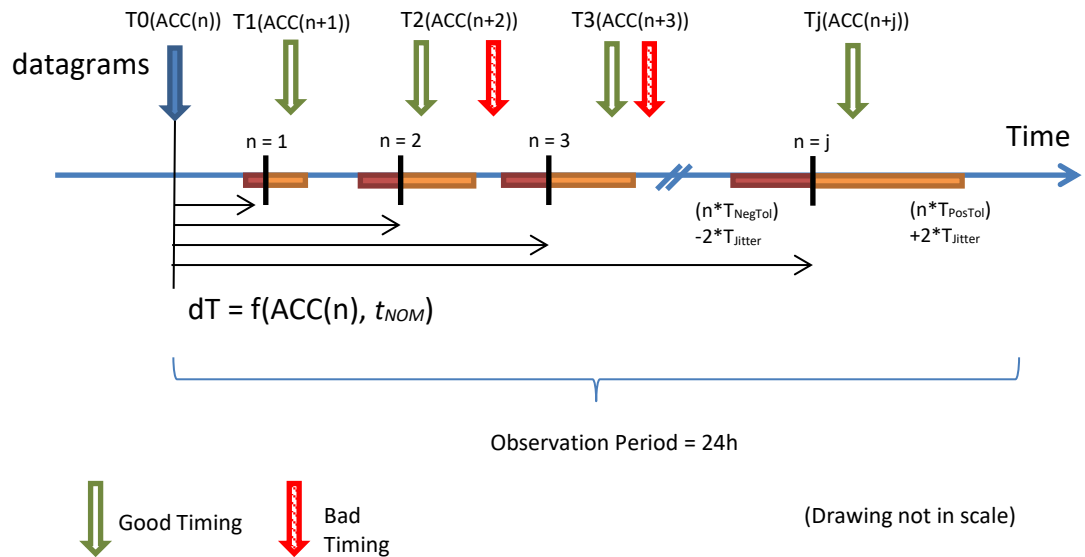 T0(ACC(n)) T1(ACC(n+1)) T2(ACC(n+2)) T3(ACC(n+3)) Tj(ACC(n+j))
datagrams
Time
n = 1 n = 2 n = 3 n = j
(n*TNegTol) (n*TPosTol)
-2*TJitter +2*TJitter
dT = f(ACC(n), tNOM)
Observation Period = 24h
Good Timing
Bad
Timing
(Drawing not in scale)